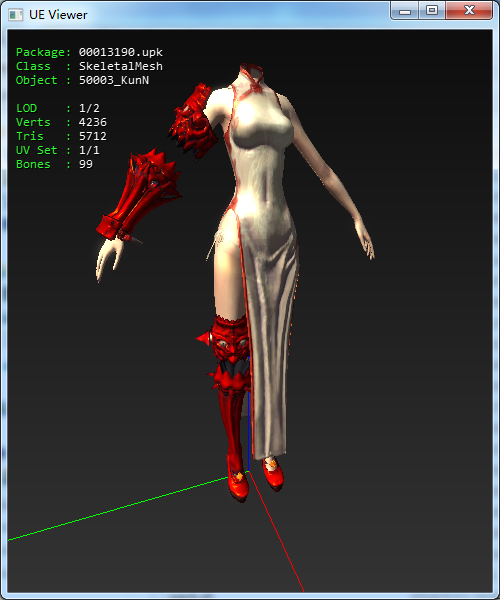 UE Viewer
Package: 00013190.upk
Class  : SkeletalMesh
Object : 50003_KunN
LOD    : 1/2
Verts  : 4236
Tris   : 5712
UV Set : 1/1
Bones  : 99